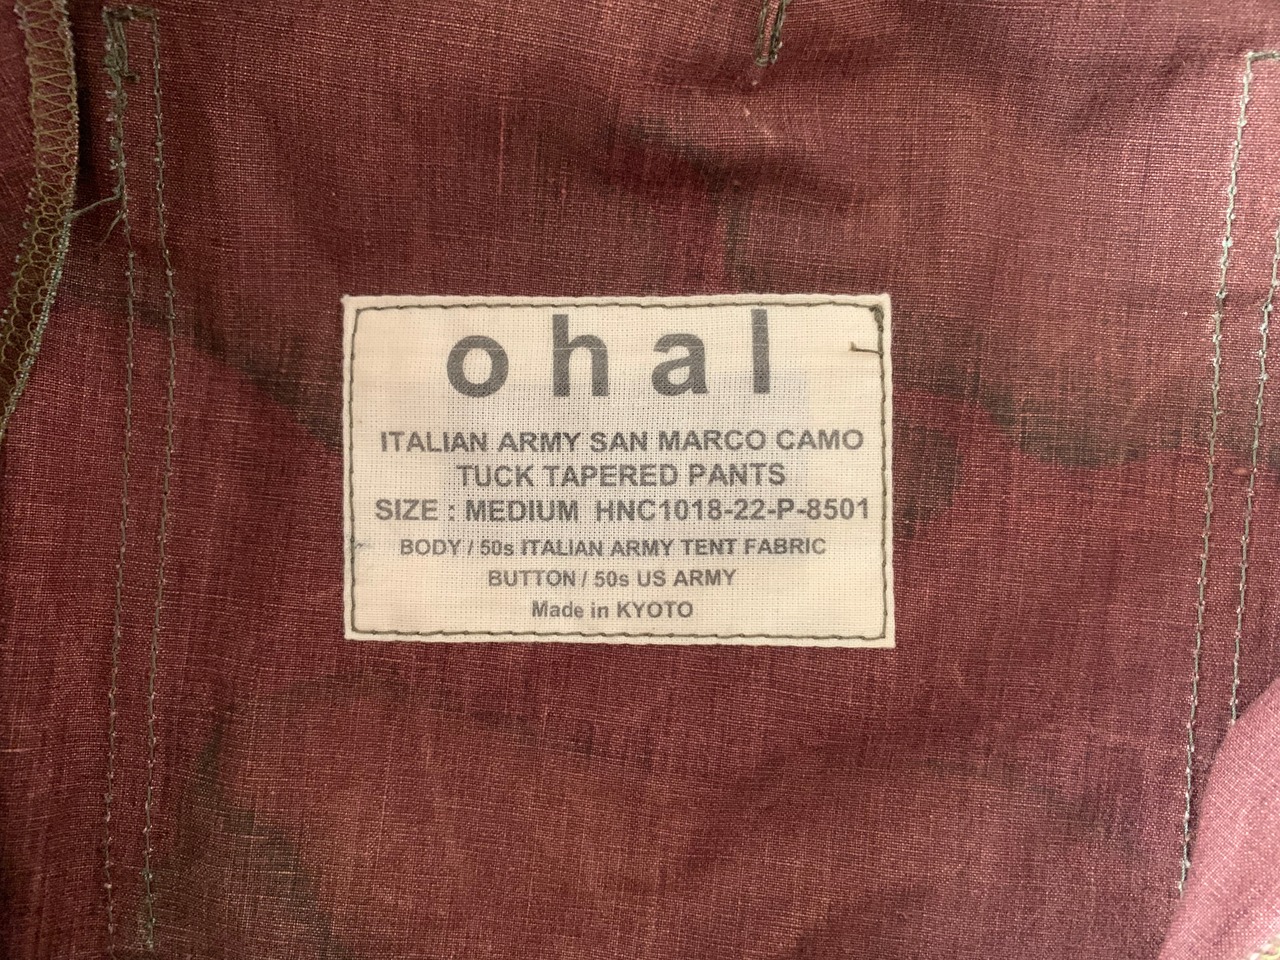 ohal
ITALIAN ARMY SAN MARCO CAMO
TUCK TAPERED PANTS
SIZE : MEDIUM HNC1018-22-P-8501
BODY / 50s ITALIAN ARMY TENT FABRIC
BUTTON / 50s US ARMY
Made in KYOTO